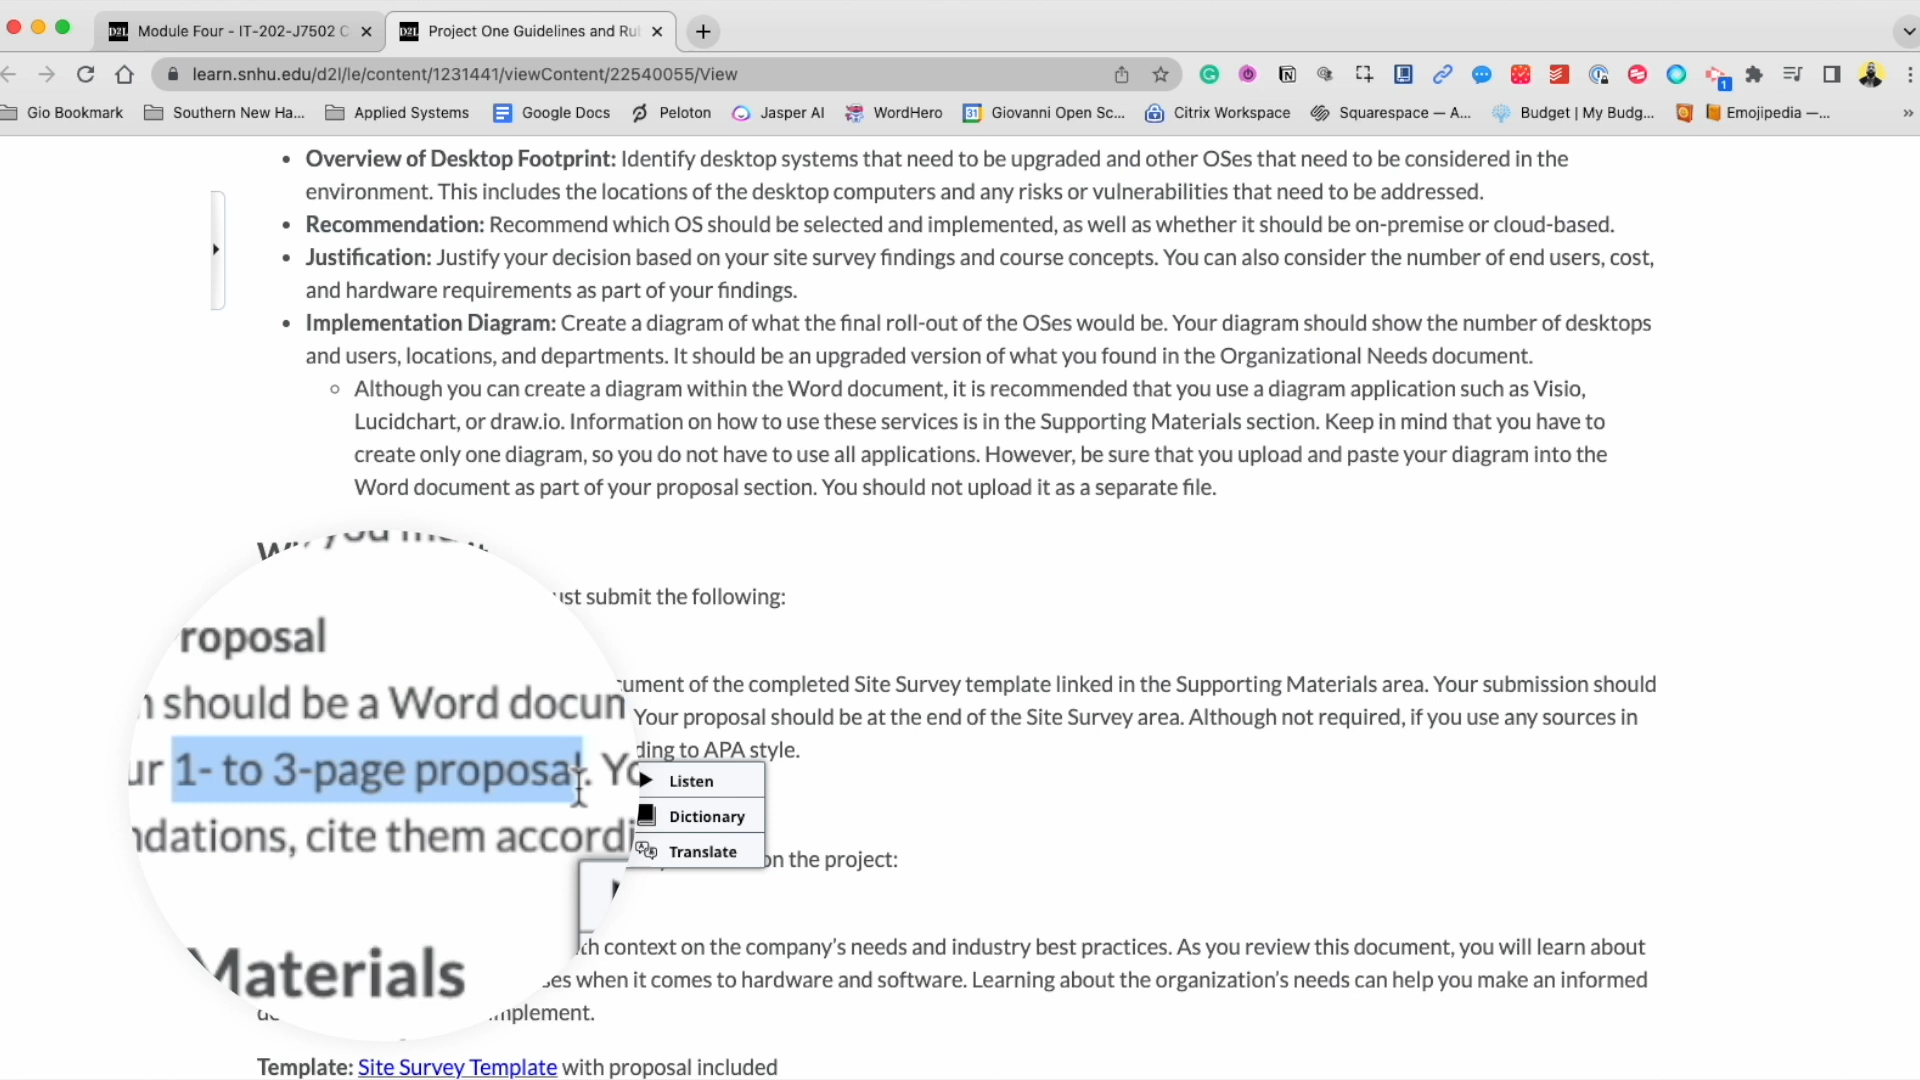 Module Four - IT-202-J7502 C
Project One Guidelines and Ru
learn.snhu.edu/d2l/le/content/1231441/viewContent/22540055/View
Gio Bookmark Southern New Ha... Applied Systems Google Docs Peloton Jasper AI WordHero Giovanni Open Sc... Citrix Workspace Squarespace — A... Budget | My Budg... Emojipedia —...
• Overview of Desktop Footprint: Identify desktop systems that need to be upgraded and other OSes that need to be considered in the
environment. This includes the locations of the desktop computers and any risks or vulnerabilities that need to be addressed.
• Recommendation: Recommend which OS should be selected and implemented, as well as whether it should be on-premise or cloud-based.
• Justification: Justify your decision based on your site survey findings and course concepts. You can also consider the number of end users, cost,
and hardware requirements as part of your findings.
• Implementation Diagram: Create a diagram of what the final roll-out of the OSes would be. Your diagram should show the number of desktops
and users, locations, and departments. It should be an upgraded version of what you found in the Organizational Needs document.
○ Although you can create a diagram within the Word document, it is recommended that you use a diagram application such as Visio,
Lucidchart, or draw.io. Information on how to use these services is in the Supporting Materials section. Keep in mind that you have to
create only one diagram, so you do not have to use all applications. However, be sure that you upload and paste your diagram into the
Word document as part of your proposal section. You should not upload it as a separate file.
ust submit the following:
roposal
n should be a Word docum
ument of the completed Site Survey template linked in the Supporting Materials area. Your submission should
Your proposal should be at the end of the Site Survey area. Although not required, if you use any sources in
ding to APA style.
ur 1- to 3-page proposal. Yo
ndations, cite them accordi
Listen
Dictionary
Translate
on the project:
Materials
th context on the company's needs and industry best practices. As you review this document, you will learn about
ses when it comes to hardware and software. Learning about the organization's needs can help you make an informed
mplement.
Template: Site Survey Template with proposal included